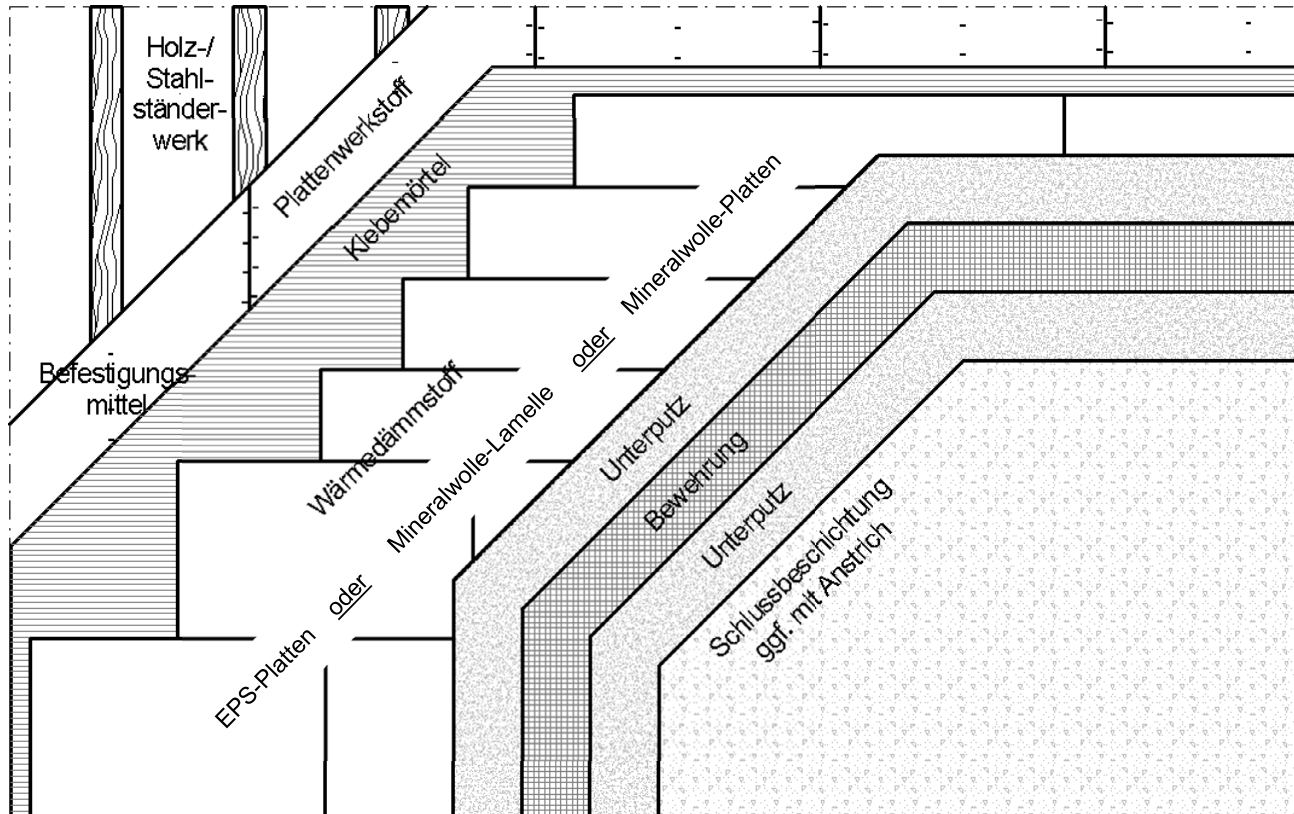 Holz-/
Stahl-
ständer-
werk
Plattenwerkstoff
Klebemörtel
Befestigungs-
mittel
Wärmedämmstoff
EPS-Platten oder Mineralwolle-Lamelle oder Mineralwolle-Platten
Unterputz
Bewehrung
Unterputz
Schlussbeschichtung
ggf. mit Anstrich